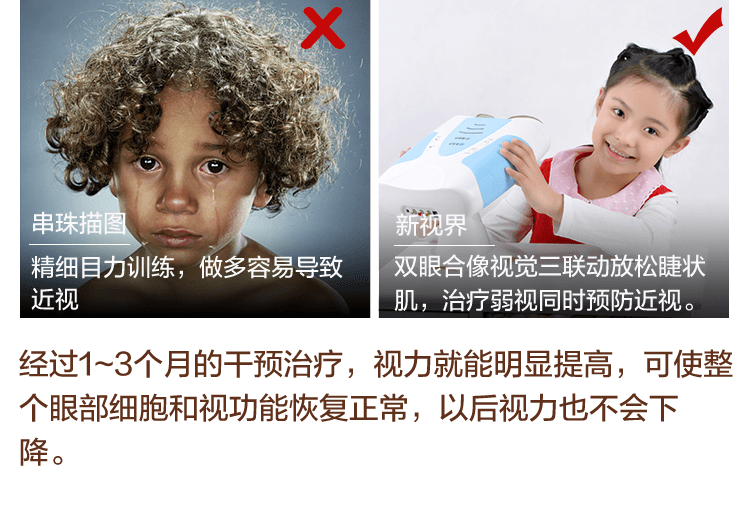 串珠描图
精细目力训练，做多容易导致
近视
新视界
双眼合像视觉三联动放松睫状
肌，治疗弱视同时预防近视。
经过1~3个月的干预治疗，视力就能明显提高，可使整
个眼部细胞和视功能恢复正常，以后视力也不会下
降。